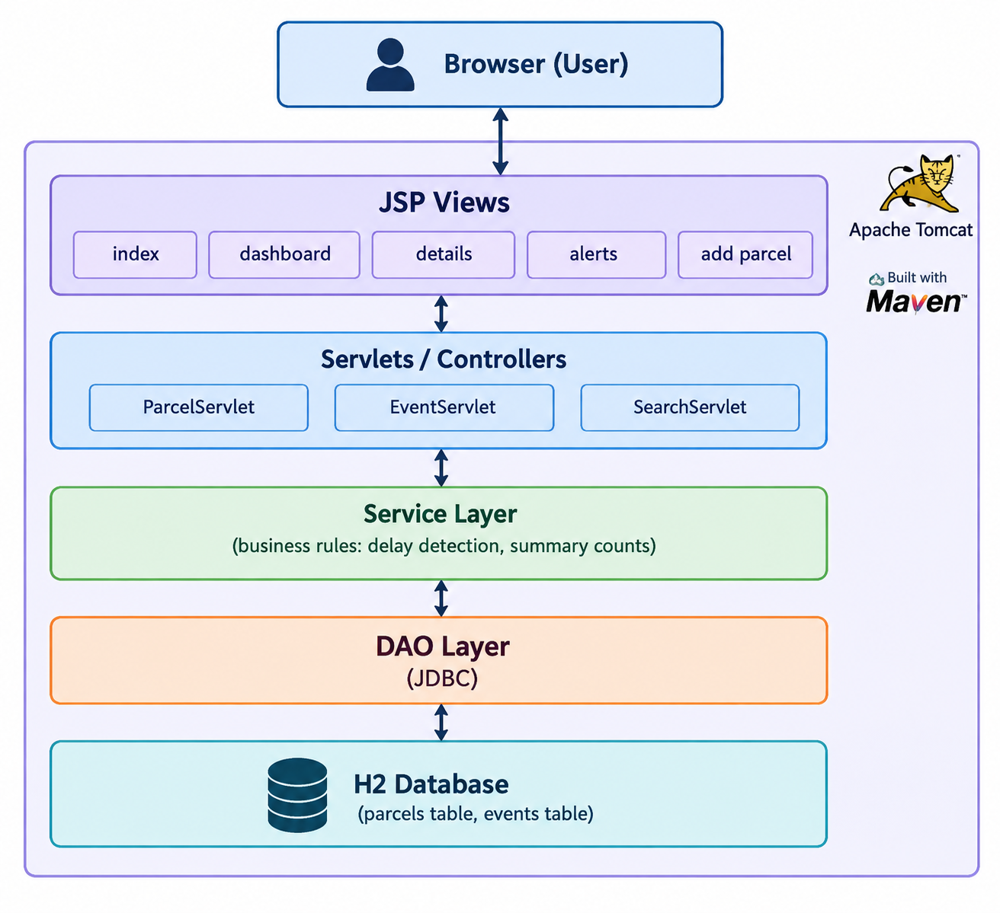 Browser (User)
Apache Tomcat
Built with
Maven™
JSP Views
index
dashboard
details
alerts
add parcel
Servlets / Controllers
ParcelServlet
EventServlet
SearchServlet
Service Layer
(business rules: delay detection, summary counts)
DAO Layer
(JDBC)
H2 Database
(parcels table, events table)